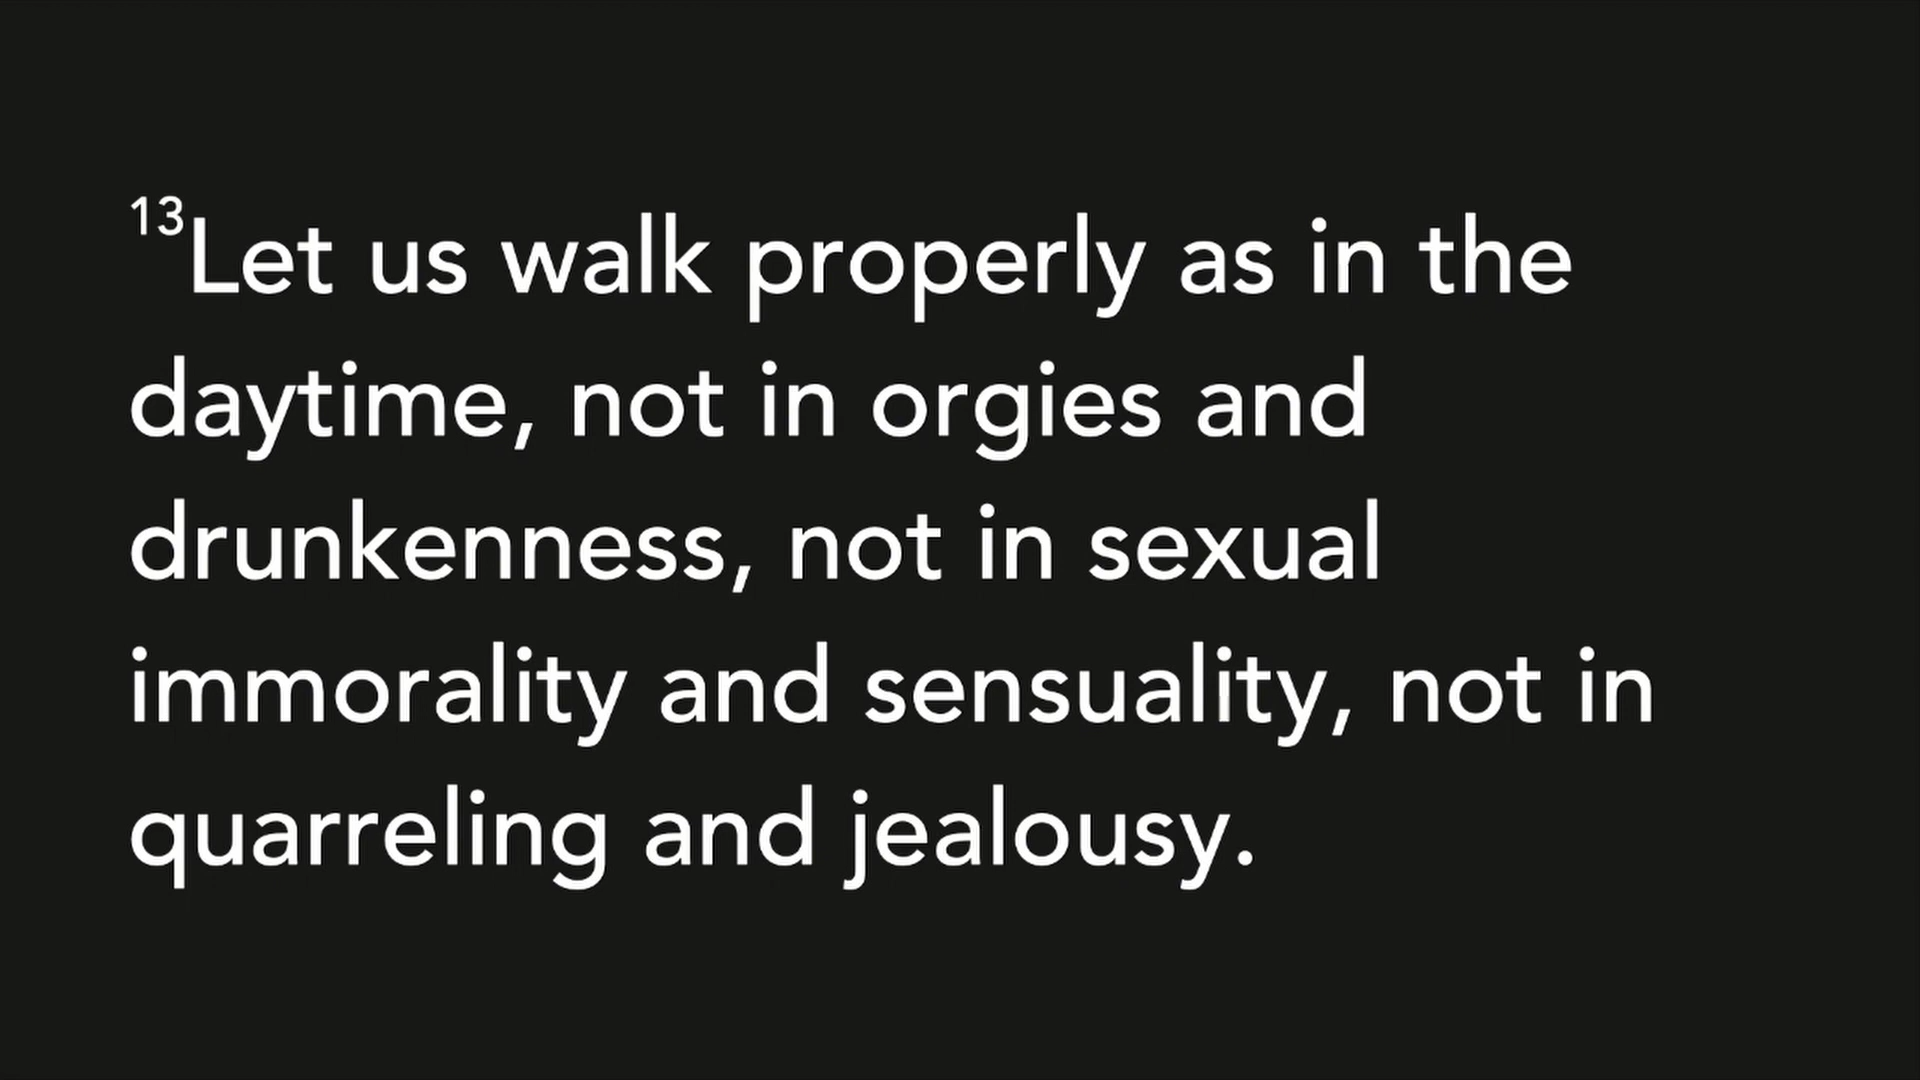 13Let us walk properly as in the
daytime, not in orgies and
drunkenness, not in sexual
immorality and sensuality, not in
quarreling and jealousy.